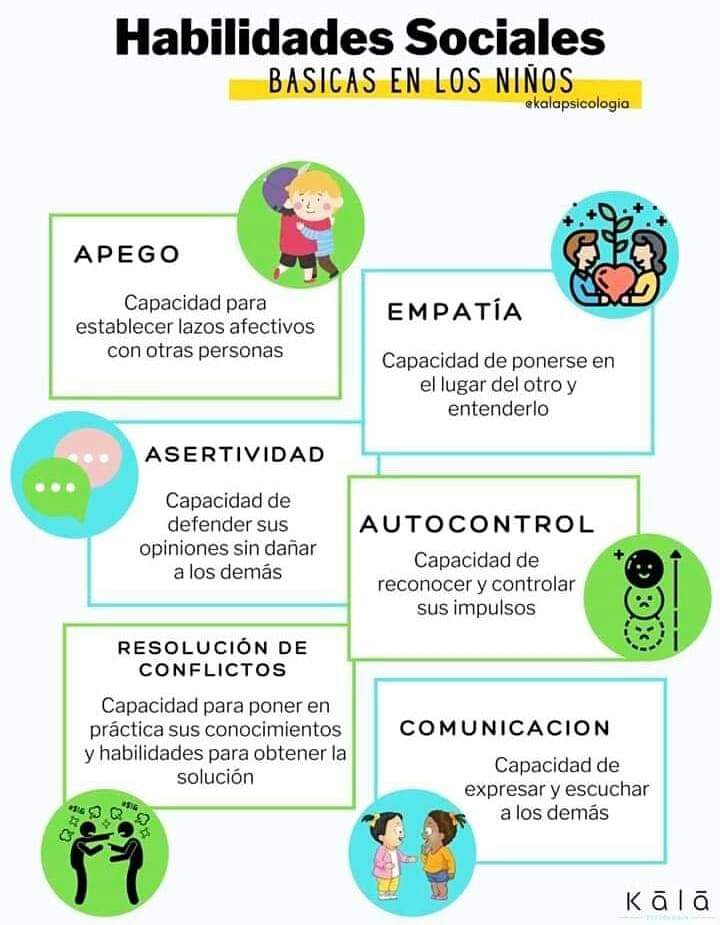 Habilidades Sociales
BASICAS EN LOS NIÑOS
@kalapsicologia
APEGO
Capacidad para
establecer lazos afectivos
con otras personas
EMPATÍA
Capacidad de ponerse en
el lugar del otro y
entenderlo
ASERTIVIDAD
Capacidad de
defender sus
opiniones sin dañar
a los demás
AUTOCONTROL
Capacidad de
reconocer y controlar
sus impulsos
RESOLUCIÓN DE
CONFLICTOS
Capacidad para poner en
práctica sus conocimientos
y habilidades para obtener la
solución
COMUNICACION
Capacidad de
expresar y escuchar
a los demás
Kālā
PSICOLOGÍA